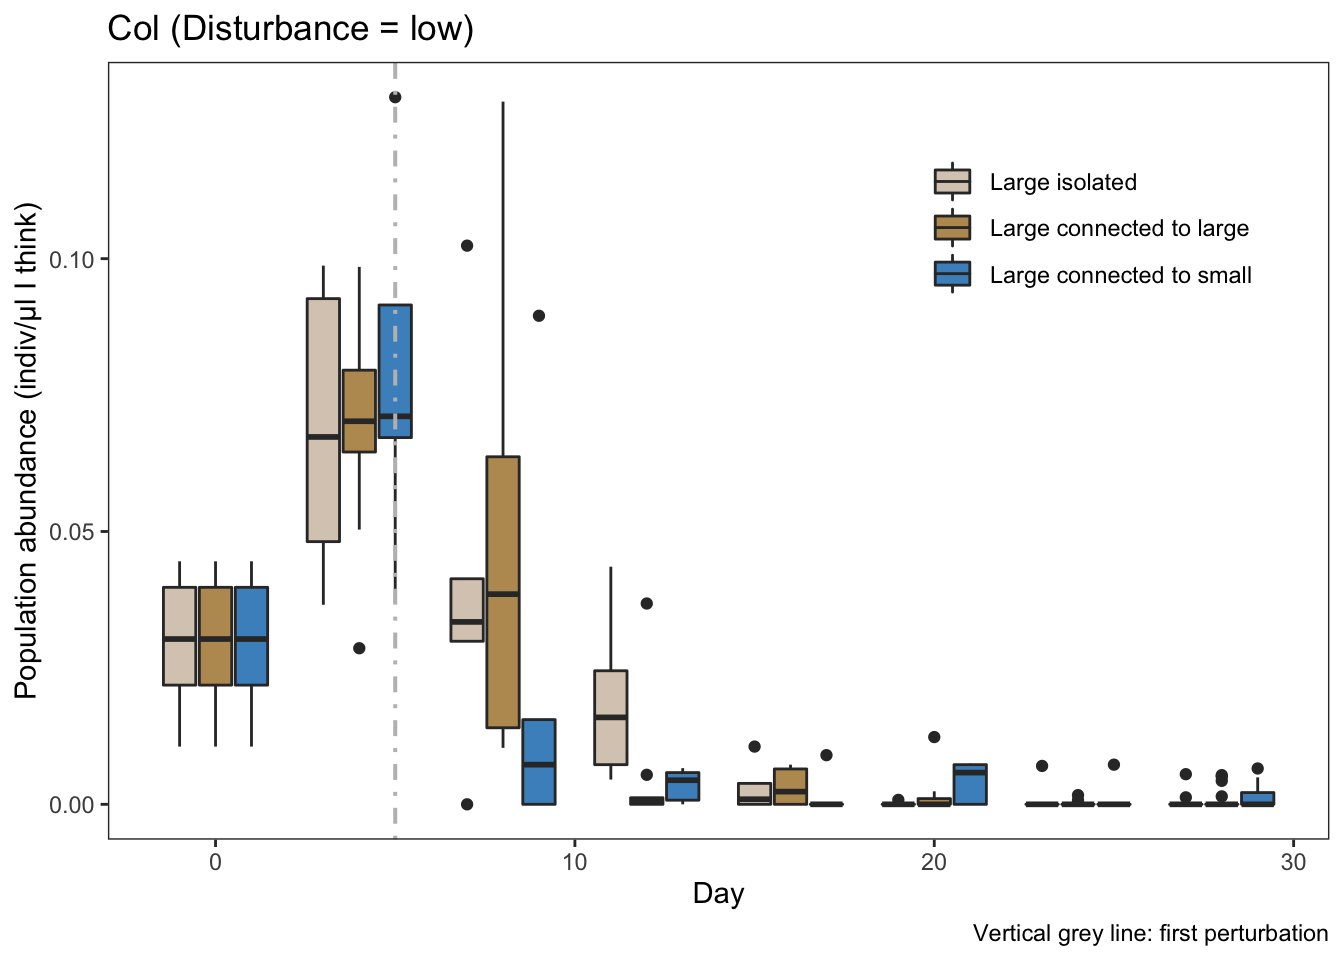 Col (Disturbance = low)
Population abundance (indiv/µl I think)
0.10
0.05
0.00
Large isolated
Large connected to large
Large connected to small
0 10 20 30
Day
Vertical grey line: first perturbation